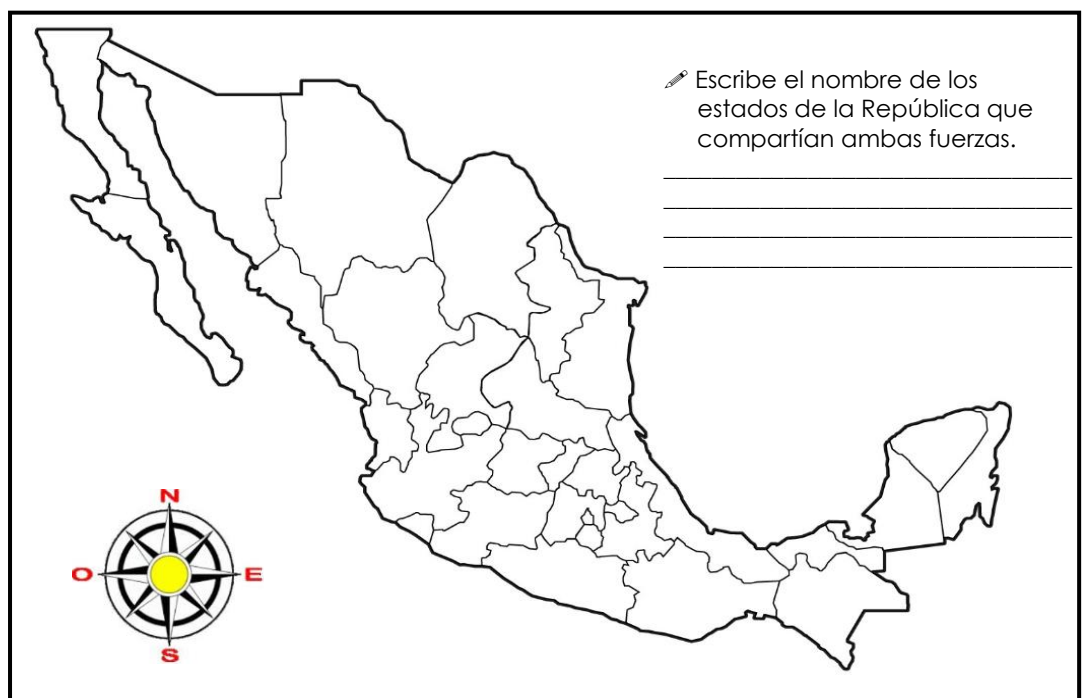 Escribe el nombre de los
estados de la República que
compartían ambas fuerzas.
N
O
E
S